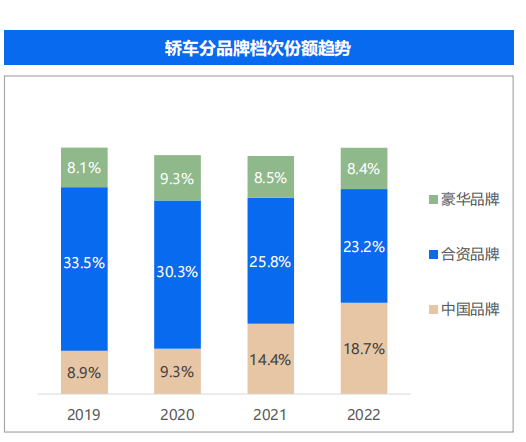 轿车分品牌档次份额趋势
8.1% 9.3% 8.5% 8.4%
豪华品牌
33.5% 30.3% 25.8% 23.2%
合资品牌
8.9% 9.3% 14.4% 18.7%
中国品牌
2019 2020 2021 2022